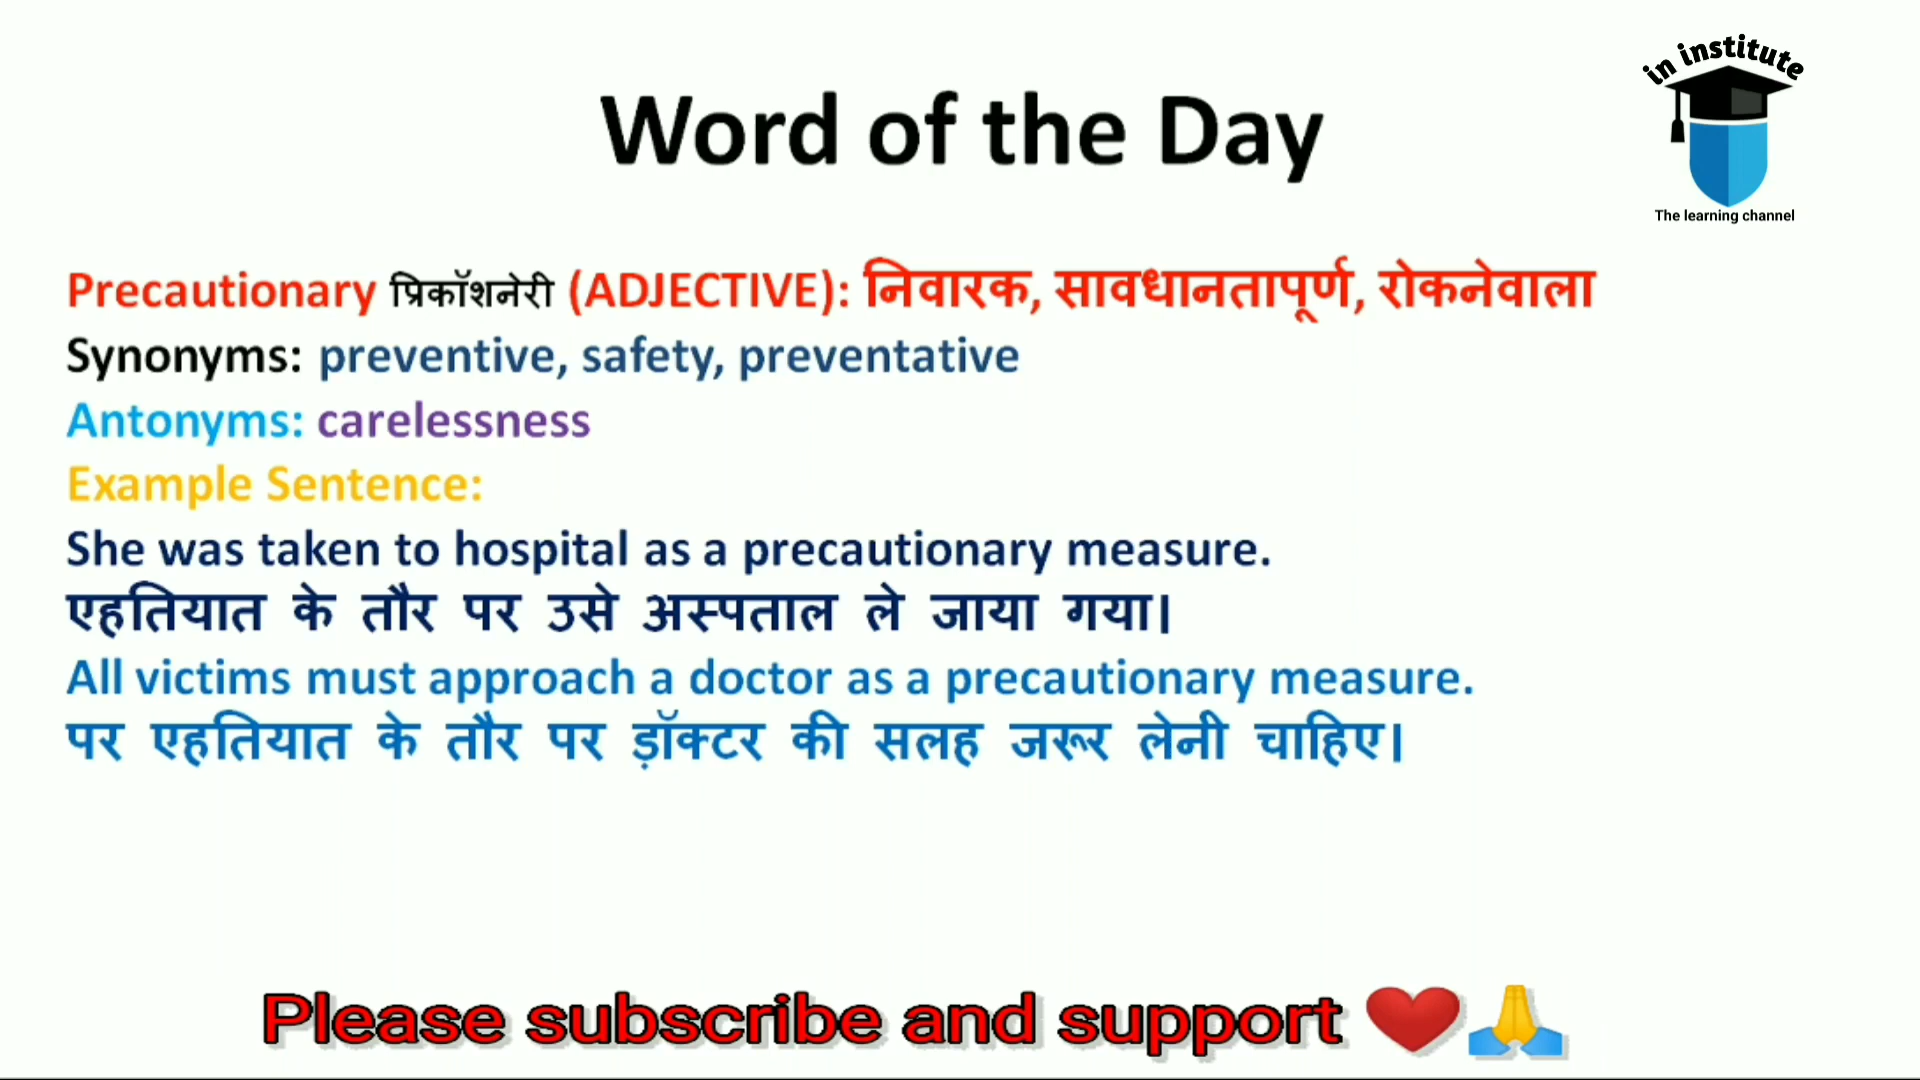 in institute
Word of the Day
The learning channel
Precautionary प्रिकॉशनेरी (ADJECTIVE): निवारक, सावधानतापूर्ण, रोकनेवाला
Synonyms: preventive, safety, preventative
Antonyms: carelessness
Example Sentence:
She was taken to hospital as a precautionary measure.
एहतियात के तौर पर उसे अस्पताल ले जाया गया।
All victims must approach a doctor as a precautionary measure.
पर एहतियात के तौर पर ड़ॉक्टर की सलह जरूर लेनी चाहिए।
Please subscribe and support ❤️🙏